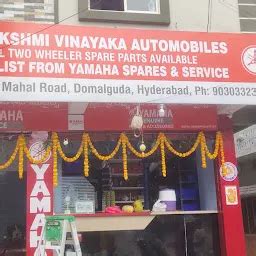 KSHMI VINAYAKA AUTOMOBILES
L TWO WHEELER SPARE PARTS AVAILABLE
LIST FROM YAMAHA SPARES & SERVICE
Mahal Road, Domalguda, Hyderabad, Ph: 90303323
YAMAHA
YAMAHA